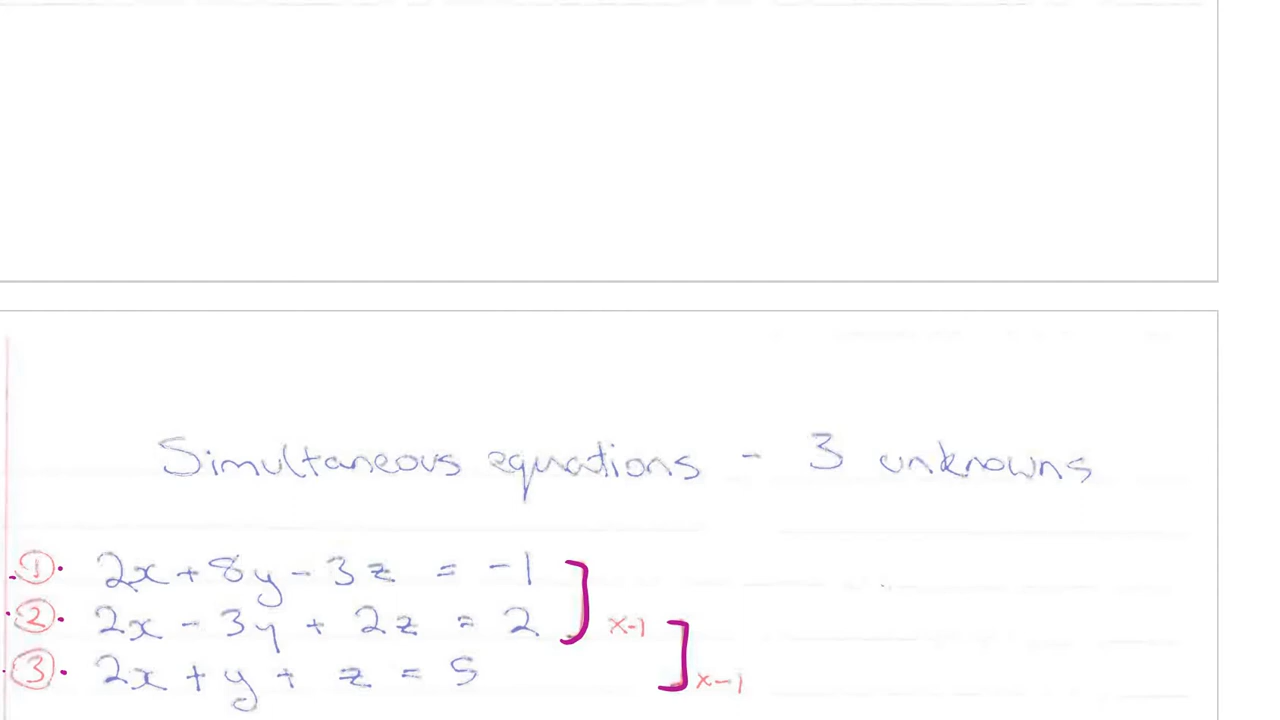 Simultaneous equations - 3 unknowns
① 2x + 8y - 3z = -1
② 2x - 3y + 2z = 2
x-1
③ 2x + y + z = 5
x-1